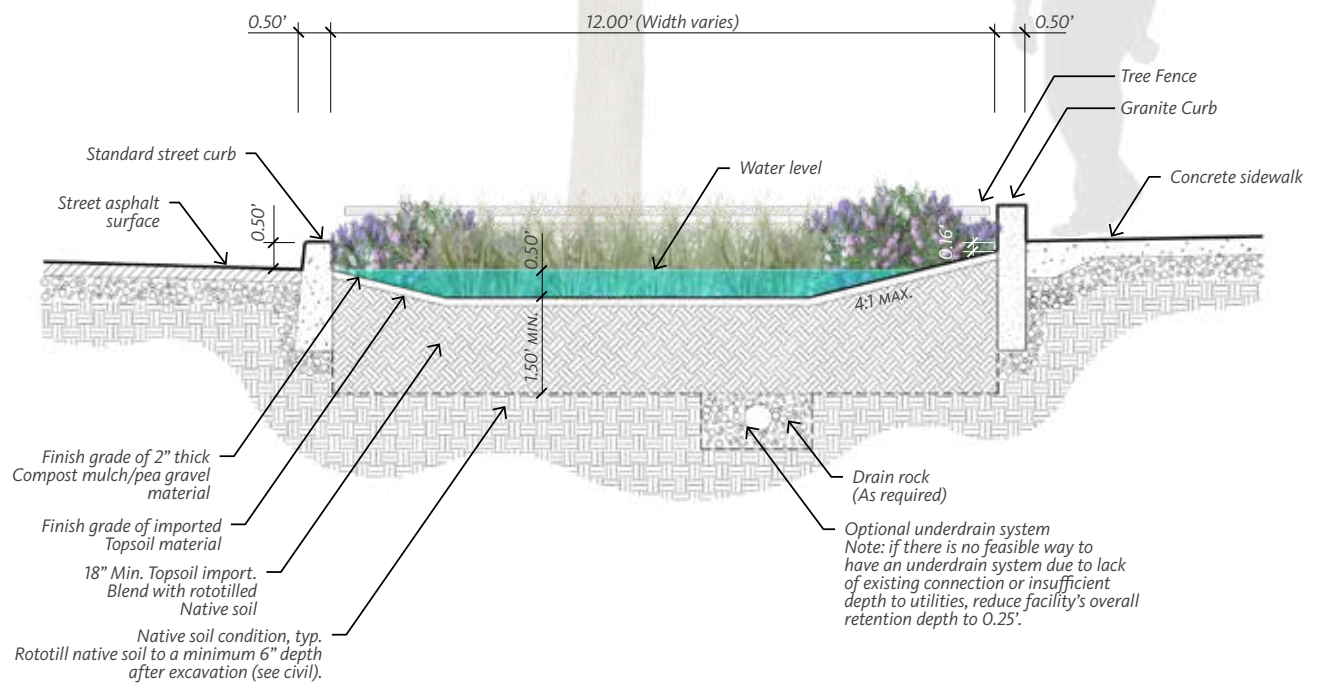 0.50’
12.00’ (Width varies)
0.50’
Tree Fence
Granite Curb
Standard street curb
Water level
Concrete sidewalk
Street asphalt
surface
0.50’
0.50’
0.16’
4:1 MAX.
1.50’ MIN.
Finish grade of 2” thick
Compost mulch/pea gravel
material
Finish grade of imported
Topsoil material
18” Min. Topsoil import.
Blend with rototilled
Native soil
Native soil condition, typ.
Rototill native soil to a minimum 6” depth
after excavation (see civil).
Drain rock
(As required)
Optional underdrain system
Note: if there is no feasible way to
have an underdrain system due to lack
of existing connection or insufficient
depth to utilities, reduce facility’s overall
retention depth to 0.25’.